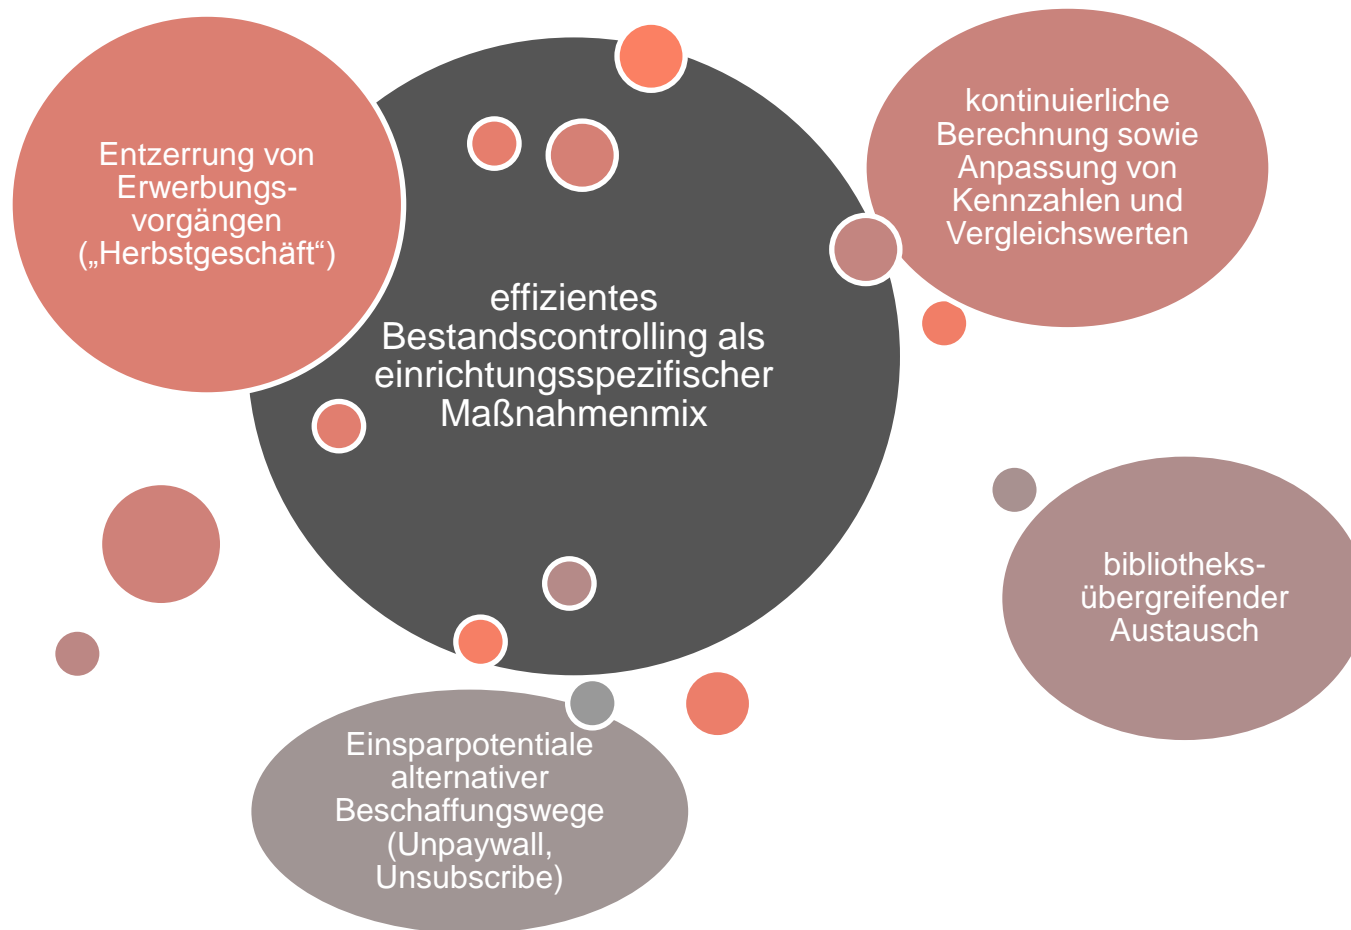 Entzerrung von
Erwerbungs-
vorgängen
(„Herbstgeschäft“)
kontinuierliche
Berechnung sowie
Anpassung von
Kennzahlen und
Vergleichswerten
effizientes
Bestandscontrolling als
einrichtungsspezifischer
Maßnahmenmix
bibliotheks-
übergreifender
Austausch
Einsparpotentiale
alternativer
Beschaffungswege
(Unpaywall,
Unsubscribe)